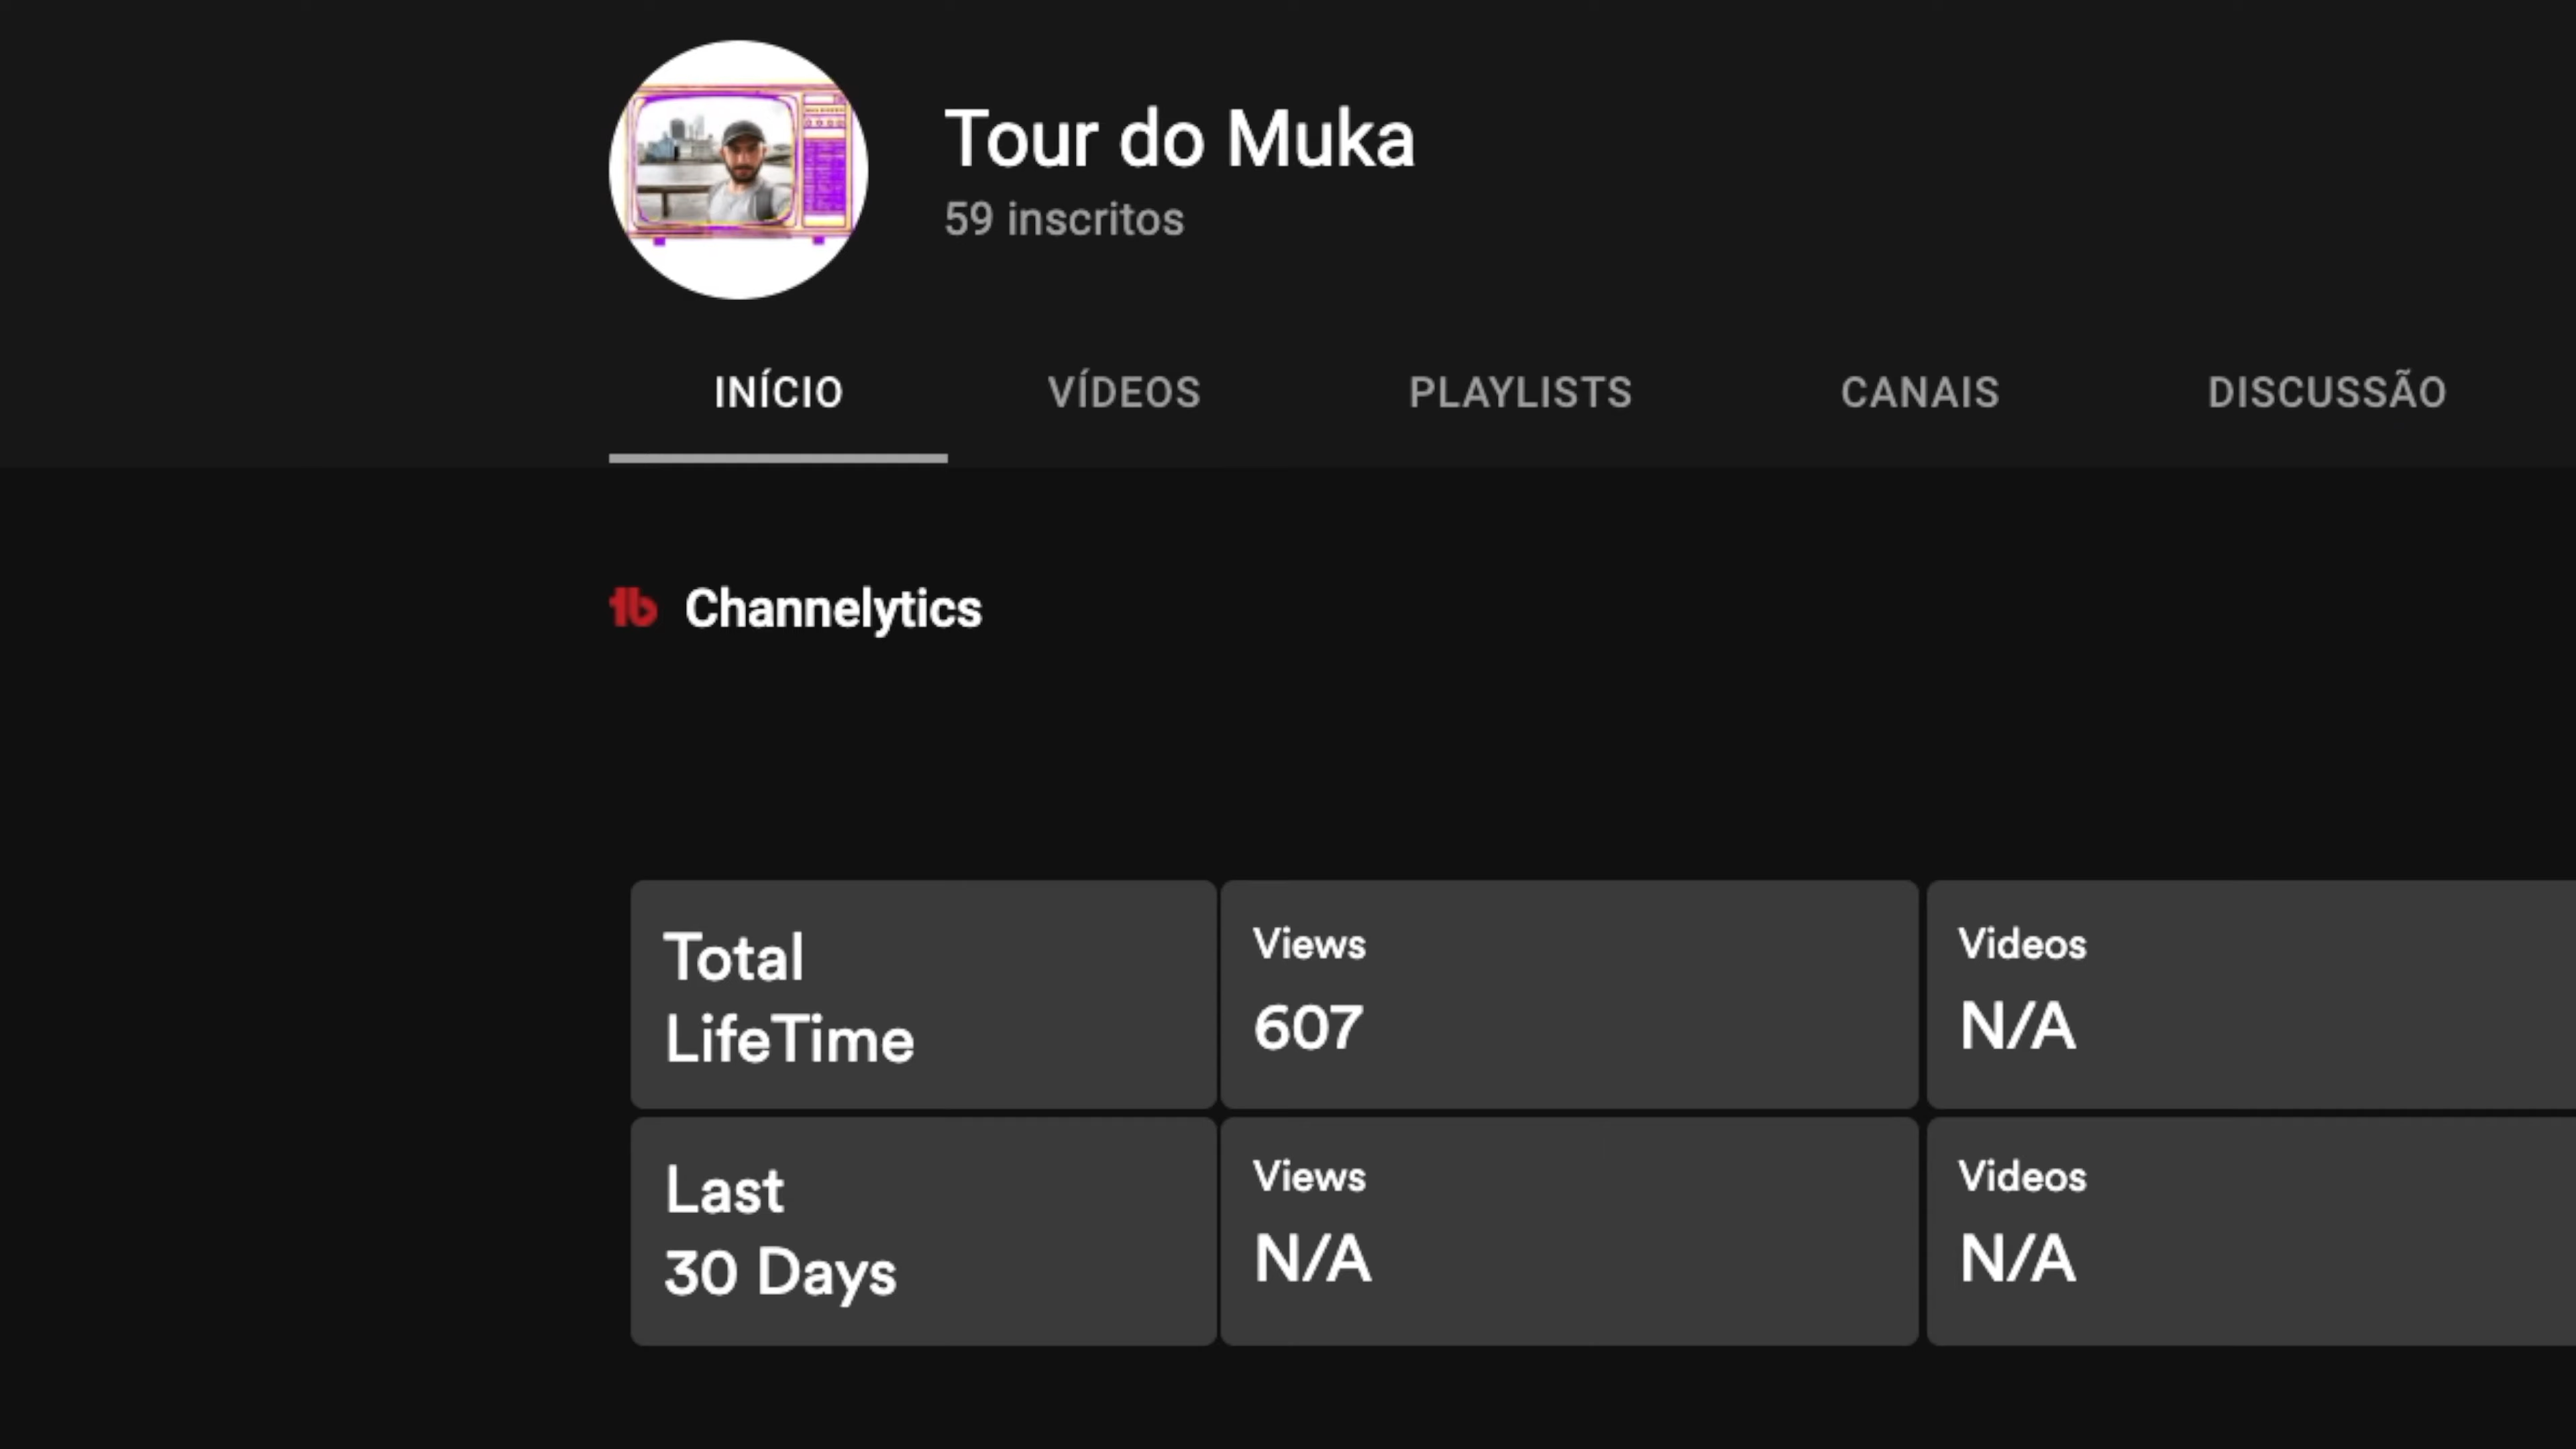 Tour do Muka
59 inscritos
INÍCIO
VÍDEOS
PLAYLISTS
CANAIS
DISCUSSÃO
tb Channelytics
Total
LifeTime
Views
607
Videos
N/A
Last
30 Days
Views
N/A
Videos
N/A